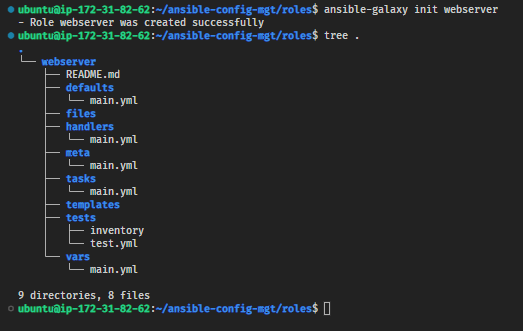 ubuntu@ip-172-31-82-62:~/ansible-config-mgt/roles$ ansible-galaxy init webserver
- Role webserver was created successfully
ubuntu@ip-172-31-82-62:~/ansible-config-mgt/roles$ tree .
.
└── webserver
    ├── README.md
    ├── defaults
    │   └── main.yml
    ├── files
    ├── handlers
    │   └── main.yml
    ├── meta
    │   └── main.yml
    ├── tasks
    │   └── main.yml
    ├── templates
    ├── tests
    │   ├── inventory
    │   └── test.yml
    └── vars
        └── main.yml
9 directories, 8 files
ubuntu@ip-172-31-82-62:~/ansible-config-mgt/roles$